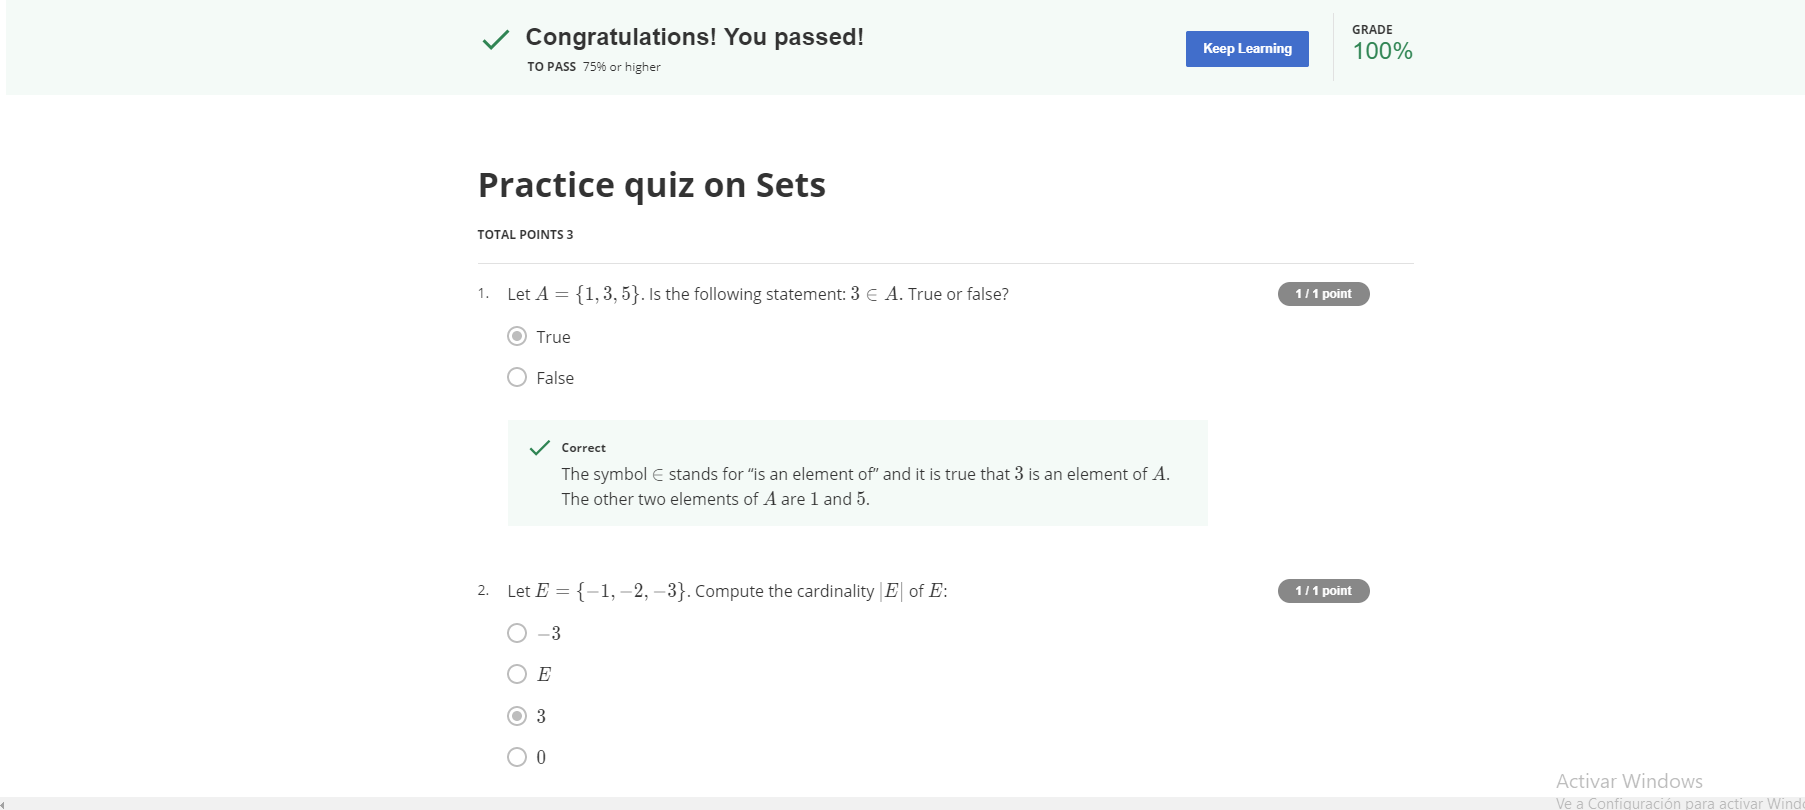 Congratulations! You passed!
TO PASS 75% or higher
Keep Learning
GRADE
100%
Practice quiz on Sets
TOTAL POINTS 3
1. Let A = {1, 3, 5}. Is the following statement: 3 ∈ A. True or false?
1 / 1 point
True
False
Correct
The symbol ∈ stands for “is an element of” and it is true that 3 is an element of A.
The other two elements of A are 1 and 5.
2. Let E = {−1, −2, −3}. Compute the cardinality |E| of E:
1 / 1 point
−3
E
3
0
Activar Windows
Ve a Configuración para activar Wind